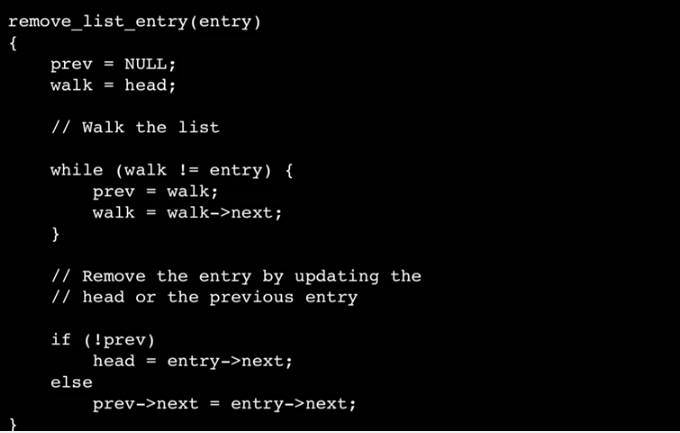 remove_list_entry(entry)
{
    prev = NULL;
    walk = head;

    // Walk the list

    while (walk != entry) {
        prev = walk;
        walk = walk->next;
    }

    // Remove the entry by updating the
    // head or the previous entry

    if (!prev)
        head = entry->next;
    else
        prev->next = entry->next;
}